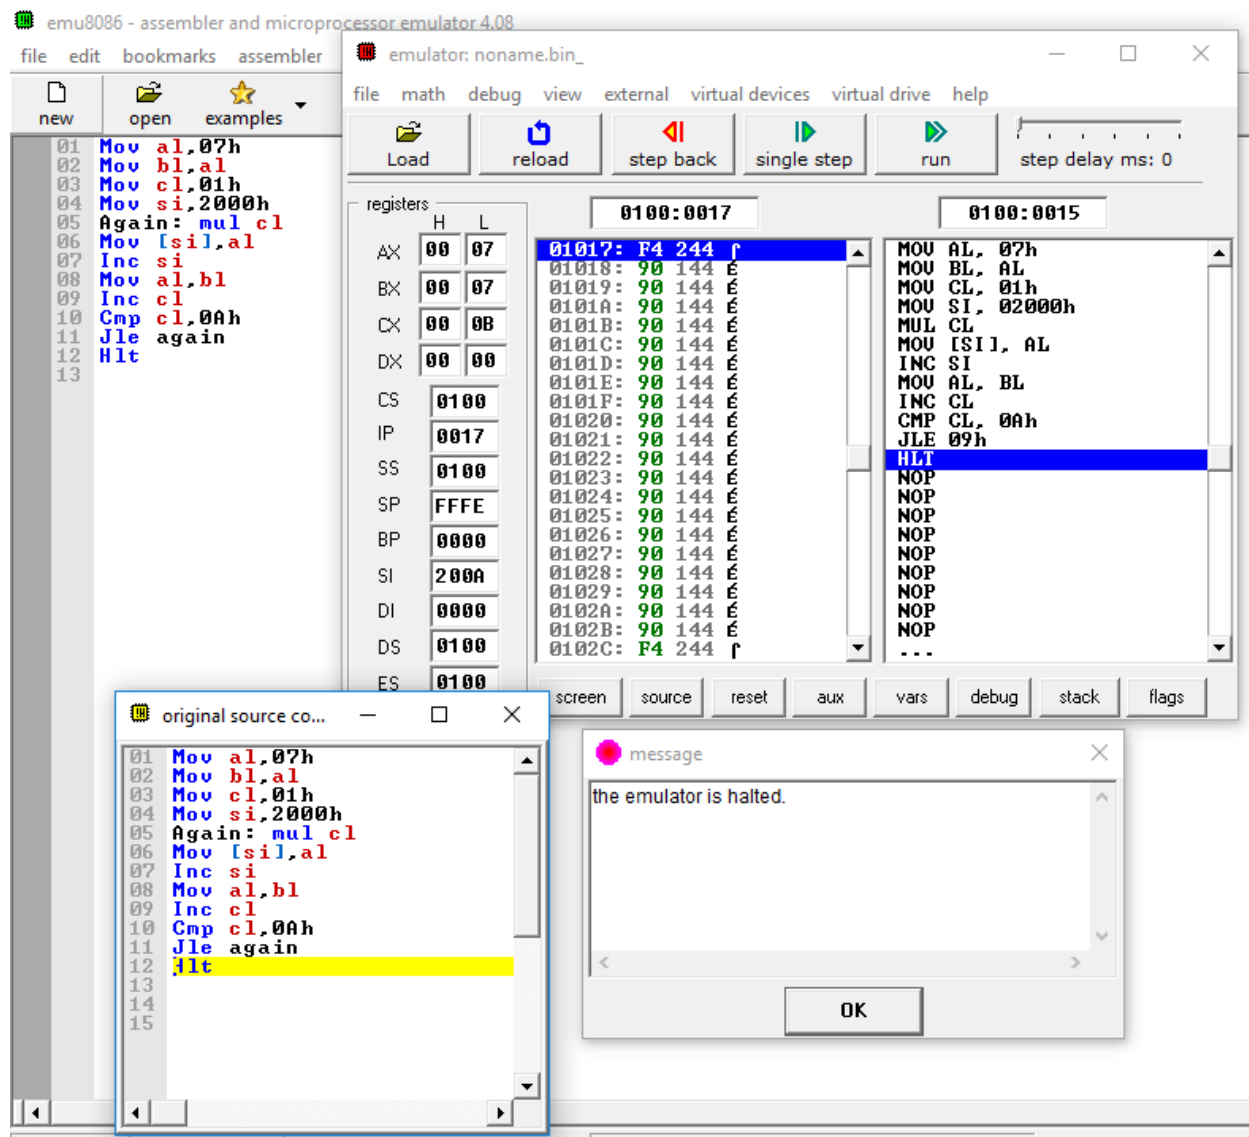 emu8086 - assembler and microprocessor emulator 4.08
file edit bookmarks assembler
new open examples
01 Mov al,07h
02 Mov bl,al
03 Mov cl,01h
04 Mov si,2000h
05 Again: mul cl
06 Mov [si],al
07 Inc si
08 Mov al,bl
09 Inc cl
10 Cmp cl,0Ah
11 Jle again
12 Hlt
13
emulator: noname.bin_
file math debug view external virtual devices virtual drive help
Load reload step back single step run step delay ms: 0
registers
H L
AX 00 07
BX 00 07
CX 00 0B
DX 00 00
CS 0100
IP 0017
SS 0100
SP FFFE
BP 0000
SI 200A
DI 0000
DS 0100
ES 0100
0100:0017
01017: F4 244 ⌠
01018: 90 144 É
01019: 90 144 É
0101A: 90 144 É
0101B: 90 144 É
0101C: 90 144 É
0101D: 90 144 É
0101E: 90 144 É
0101F: 90 144 É
01020: 90 144 É
01021: 90 144 É
01022: 90 144 É
01023: 90 144 É
01024: 90 144 É
01025: 90 144 É
01026: 90 144 É
01027: 90 144 É
01028: 90 144 É
01029: 90 144 É
0102A: 90 144 É
0102B: 90 144 É
0102C: F4 244 ⌠
0100:0015
MOV AL, 07h
MOV BL, AL
MOV CL, 01h
MOV SI, 02000h
MUL CL
MOV [SI], AL
INC SI
MOV AL, BL
INC CL
CMP CL, 0Ah
JLE 09h
HLT
NOP
NOP
NOP
NOP
NOP
NOP
NOP
NOP
NOP
...
screen source reset aux vars debug stack flags
original source co...
01 Mov al,07h
02 Mov bl,al
03 Mov cl,01h
04 Mov si,2000h
05 Again: mul cl
06 Mov [si],al
07 Inc si
08 Mov al,bl
09 Inc cl
10 Cmp cl,0Ah
11 Jle again
12 Hlt
13
14
15
message
the emulator is halted.
OK